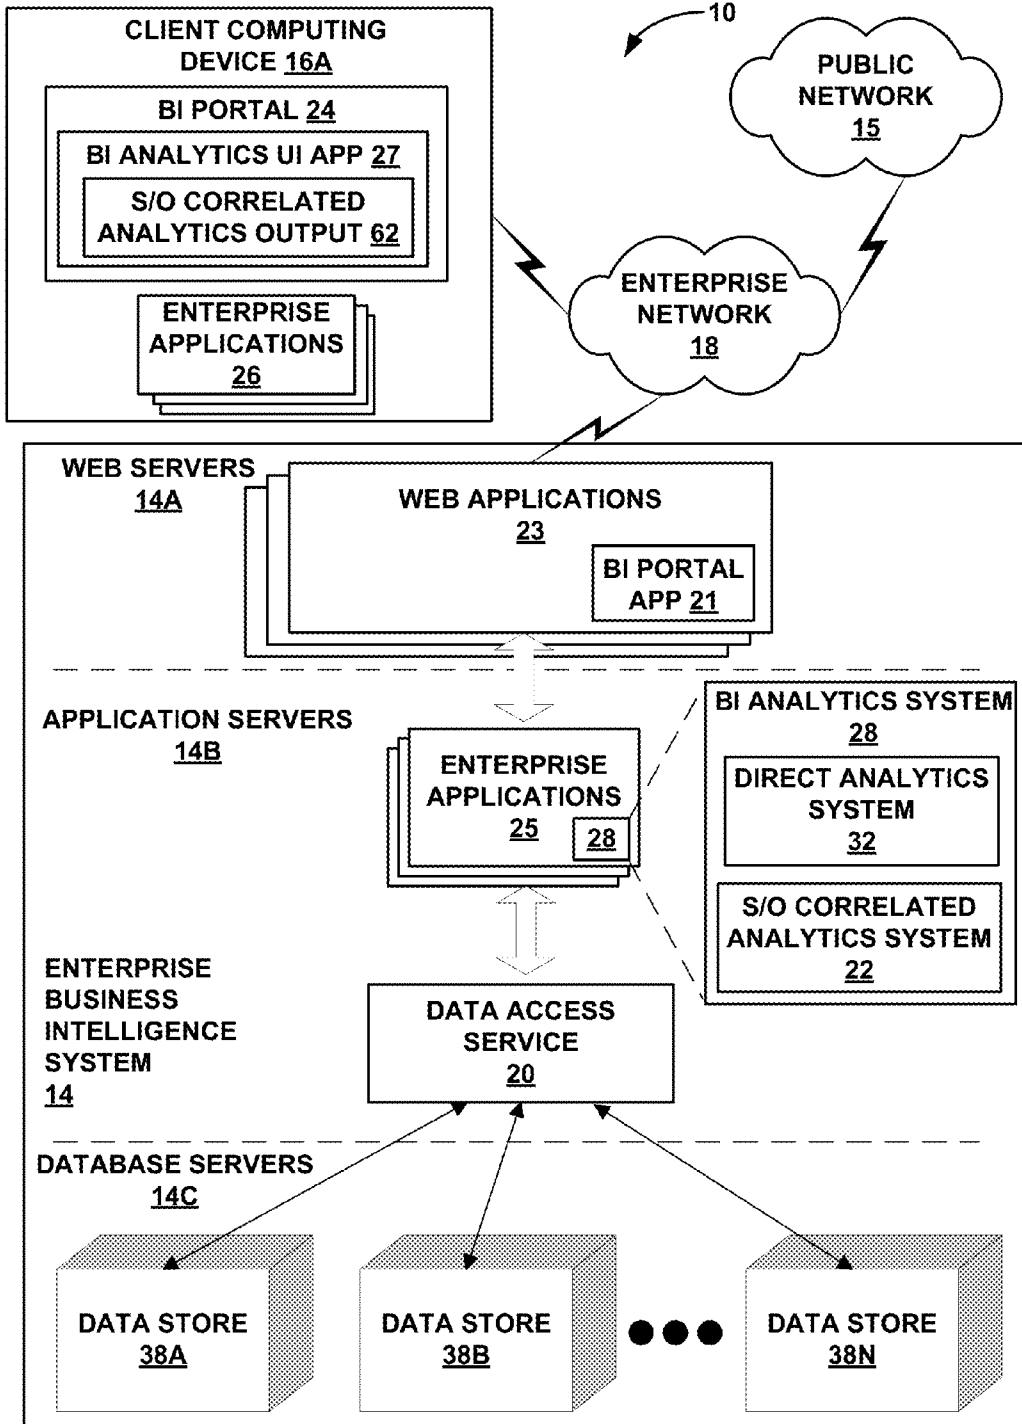 10
CLIENT COMPUTING
DEVICE 16A
BI PORTAL 24
BI ANALYTICS UI APP 27
S/O CORRELATED
ANALYTICS OUTPUT 62
ENTERPRISE
APPLICATIONS
26
PUBLIC
NETWORK
15
ENTERPRISE
NETWORK
18
WEB SERVERS
14A
WEB APPLICATIONS
23
BI PORTAL
APP 21
APPLICATION SERVERS
14B
ENTERPRISE
APPLICATIONS
25
28
BI ANALYTICS SYSTEM
28
DIRECT ANALYTICS
SYSTEM
32
S/O CORRELATED
ANALYTICS SYSTEM
22
ENTERPRISE
BUSINESS
INTELLIGENCE
SYSTEM
14
DATA ACCESS
SERVICE
20
DATABASE SERVERS
14C
DATA STORE
38A
DATA STORE
38B
DATA STORE
38N